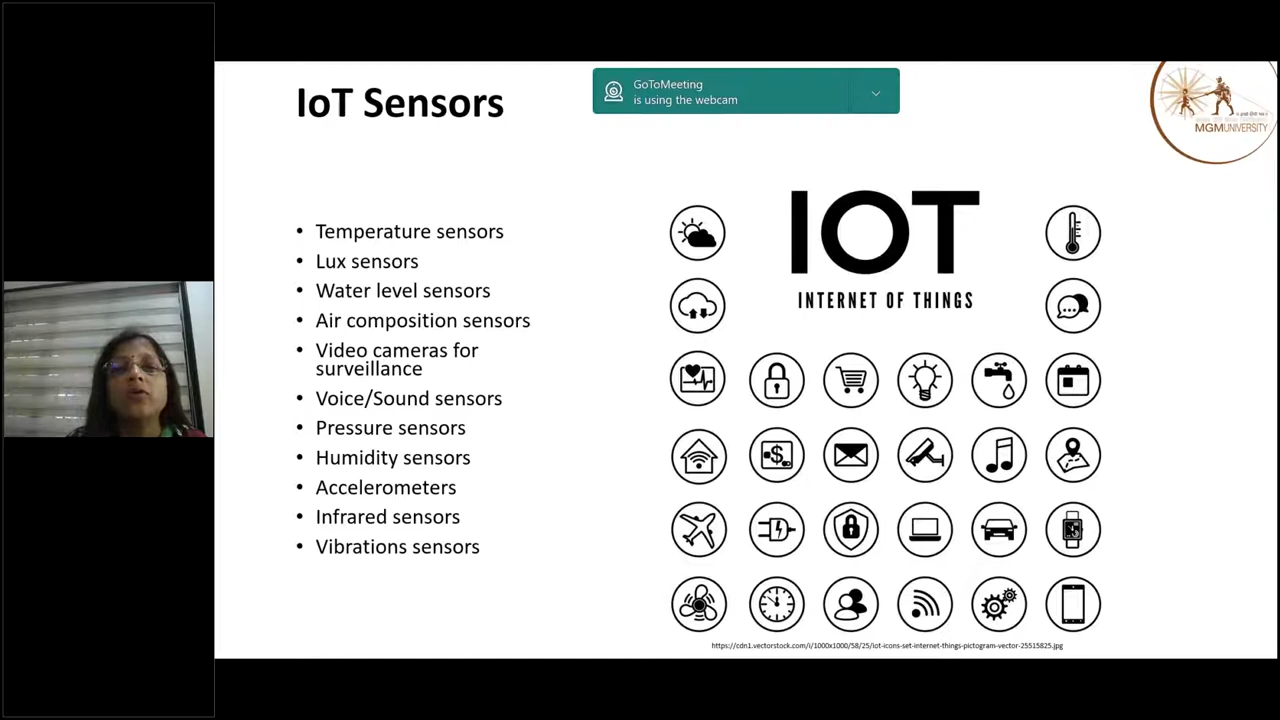 IoT Sensors
GoToMeeting
is using the webcam
MGMUNIVERSITY
• Temperature sensors
• Lux sensors
• Water level sensors
• Air composition sensors
• Video cameras for
surveillance
• Voice/Sound sensors
• Pressure sensors
• Humidity sensors
• Accelerometers
• Infrared sensors
• Vibrations sensors
IOT
INTERNET OF THINGS
$
https://cdn1.vectorstock.com/i/1000x1000/58/25/iot-icons-set-internet-things-pictogram-vector-25515825.jpg